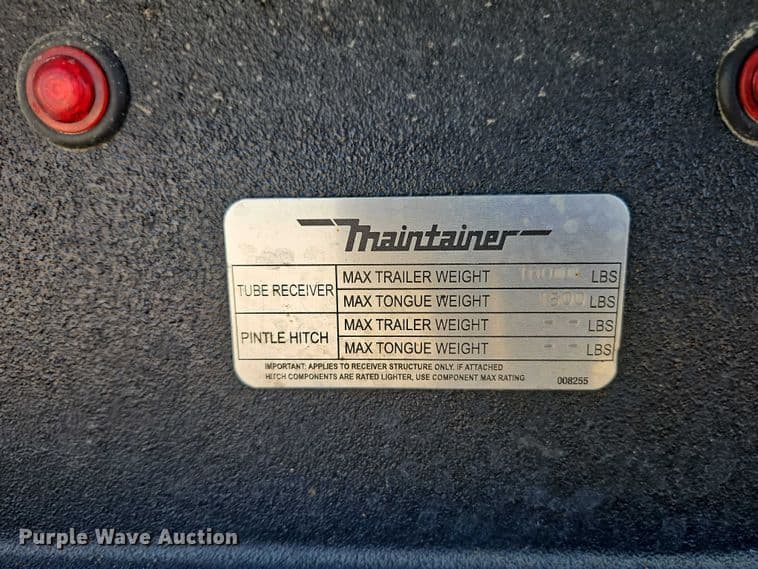 Maintainer
TUBE RECEIVER
MAX TRAILER WEIGHT LBS
MAX TONGUE WEIGHT 1800 LBS
PINTLE HITCH
MAX TRAILER WEIGHT -- LBS
MAX TONGUE WEIGHT -- LBS
IMPORTANT: APPLIES TO RECEIVER STRUCTURE ONLY. IF ATTACHED
HITCH COMPONENTS ARE RATED LIGHTER, USE COMPONENT MAX RATING
008255
Purple Wave Auction